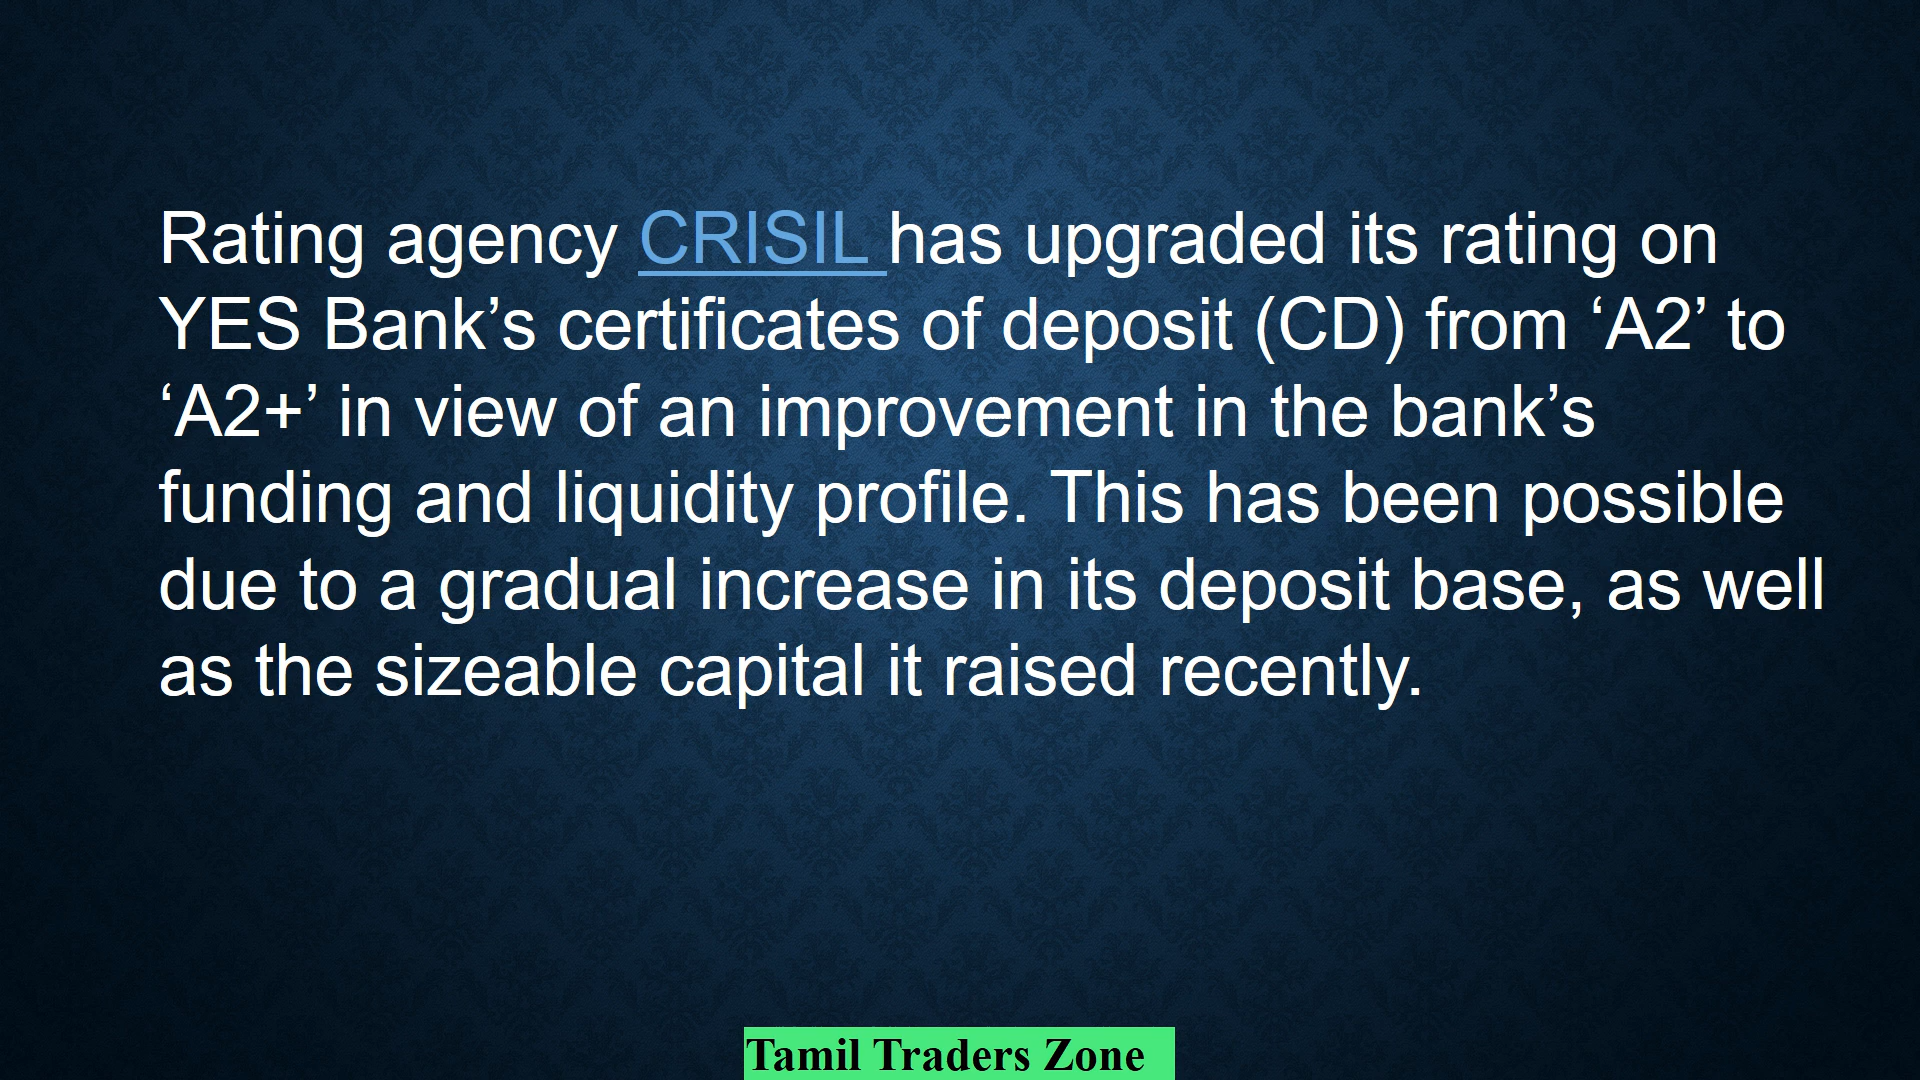 Rating agency CRISIL has upgraded its rating on
YES Bank’s certificates of deposit (CD) from ‘A2’ to
‘A2+’ in view of an improvement in the bank’s
funding and liquidity profile. This has been possible
due to a gradual increase in its deposit base, as well
as the sizeable capital it raised recently.
Tamil Traders Zone